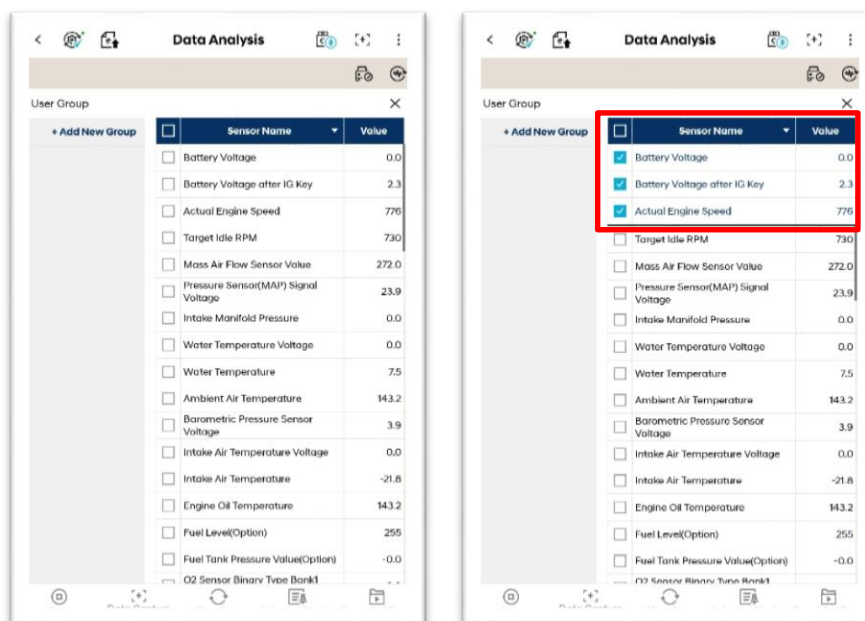 Data Analysis
User Group
+ Add New Group
Sensor Name Value
Battery Voltage 0.0
Battery Voltage after IG Key 2.3
Actual Engine Speed 776
Target Idle RPM 730
Mass Air Flow Sensor Value 272.0
Pressure Sensor(MAP) Signal
Voltage 23.9
Intake Manifold Pressure 0.0
Water Temperature Voltage 0.0
Water Temperature 7.5
Ambient Air Temperature 143.2
Barometric Pressure Sensor
Voltage 3.9
Intake Air Temperature Voltage 0.0
Intake Air Temperature -21.8
Engine Oil Temperature 143.2
Fuel Level(Option) 255
Fuel Tank Pressure Value(Option) -0.0
O2 Sensor Binary Type Bank1
Data Analysis
User Group
+ Add New Group
Sensor Name Value
Battery Voltage 0.0
Battery Voltage after IG Key 2.3
Actual Engine Speed 776
Target Idle RPM 730
Mass Air Flow Sensor Value 272.0
Pressure Sensor(MAP) Signal
Voltage 23.9
Intake Manifold Pressure 0.0
Water Temperature Voltage 0.0
Water Temperature 7.5
Ambient Air Temperature 143.2
Barometric Pressure Sensor
Voltage 3.9
Intake Air Temperature Voltage 0.0
Intake Air Temperature -21.8
Engine Oil Temperature 143.2
Fuel Level(Option) 255
Fuel Tank Pressure Value(Option) -0.0
O2 Sensor Binary Type Bank1